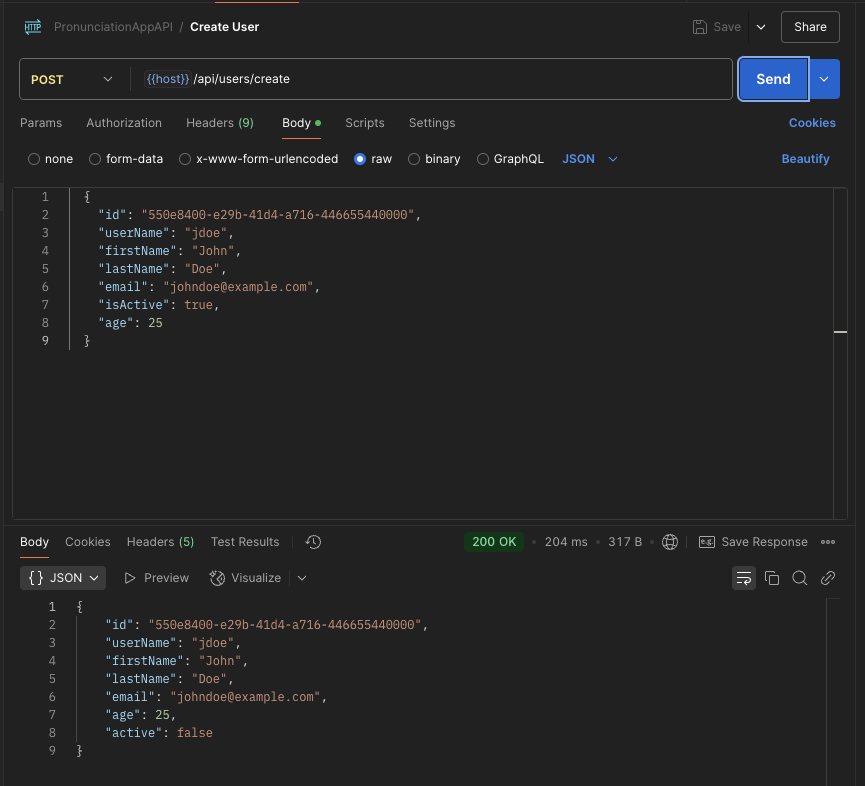 HTTP PronunciationAppAPI / Create User Save Share
POST {{host}} /api/users/create Send
Params Authorization Headers (9) Body Scripts Settings Cookies
none form-data x-www-form-urlencoded raw binary GraphQL JSON Beautify
1 {
2 "id": "550e8400-e29b-41d4-a716-446655440000",
3 "userName": "jdoe",
4 "firstName": "John",
5 "lastName": "Doe",
6 "email": "johndoe@example.com",
7 "isActive": true,
8 "age": 25
9 }
Body Cookies Headers (5) Test Results 200 OK • 204 ms • 317 B • e.g. Save Response
{} JSON Preview Visualize
1 {
2 "id": "550e8400-e29b-41d4-a716-446655440000",
3 "userName": "jdoe",
4 "firstName": "John",
5 "lastName": "Doe",
6 "email": "johndoe@example.com",
7 "age": 25,
8 "active": false
9 }